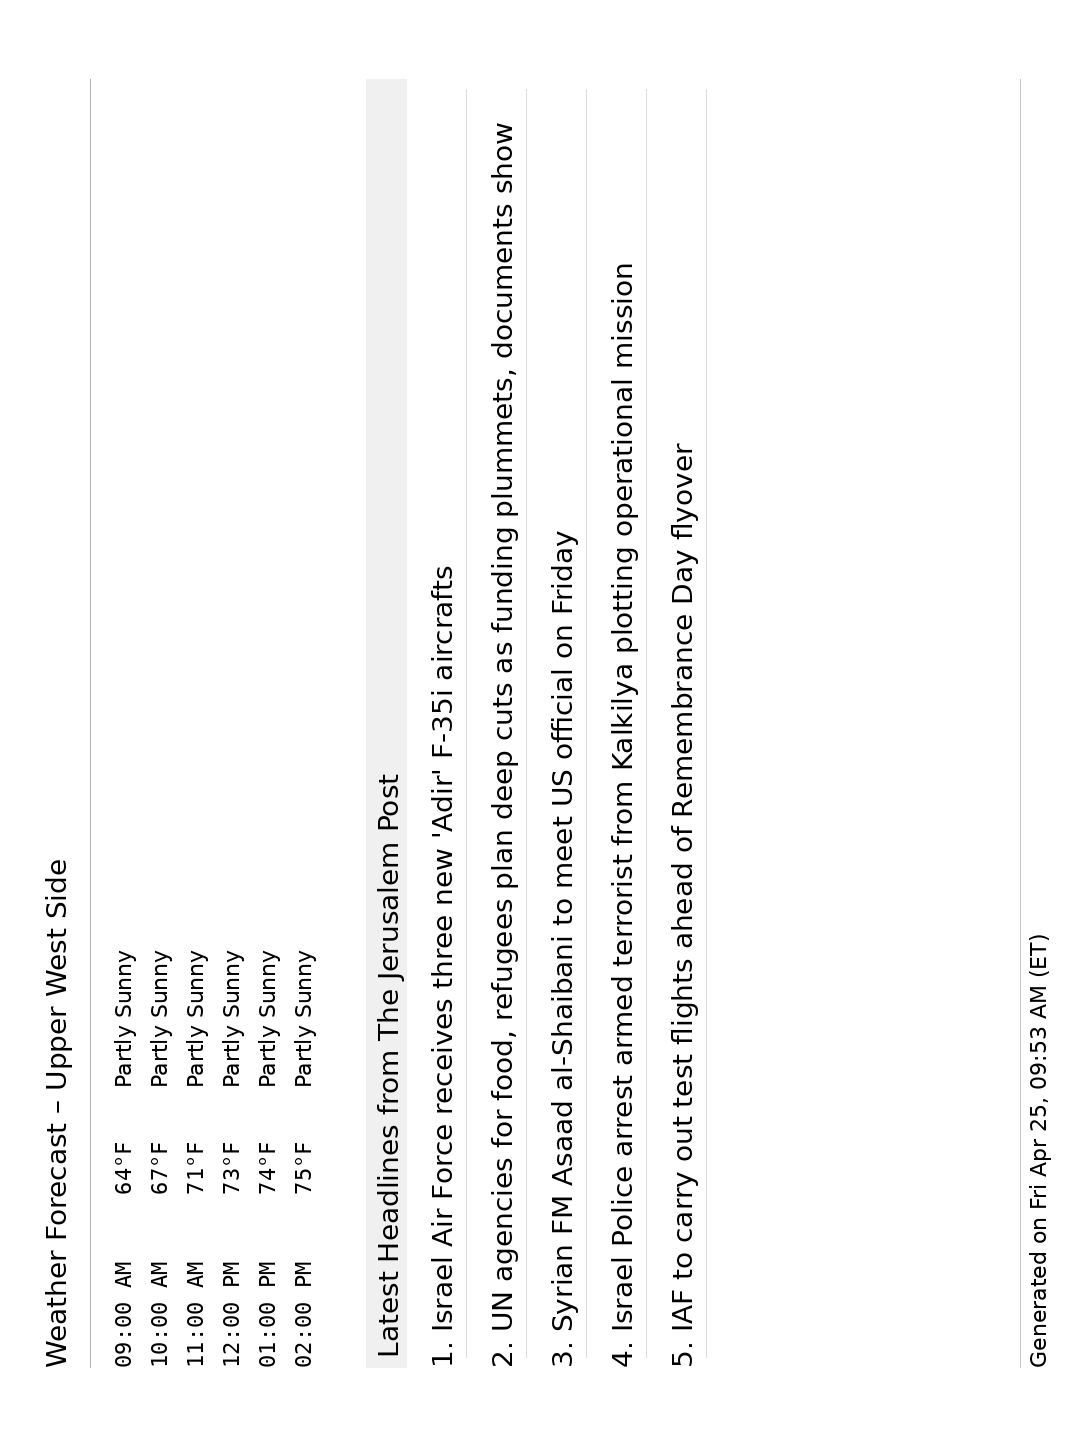 Weather Forecast – Upper West Side
09:00 AM 64°F Partly Sunny
10:00 AM 67°F Partly Sunny
11:00 AM 71°F Partly Sunny
12:00 PM 73°F Partly Sunny
01:00 PM 74°F Partly Sunny
02:00 PM 75°F Partly Sunny
Latest Headlines from The Jerusalem Post
1. Israel Air Force receives three new 'Adir' F-35i aircrafts
2. UN agencies for food, refugees plan deep cuts as funding plummets, documents show
3. Syrian FM Asaad al-Shaibani to meet US official on Friday
4. Israel Police arrest armed terrorist from Kalkilya plotting operational mission
5. IAF to carry out test flights ahead of Remembrance Day flyover
Generated on Fri Apr 25, 09:53 AM (ET)